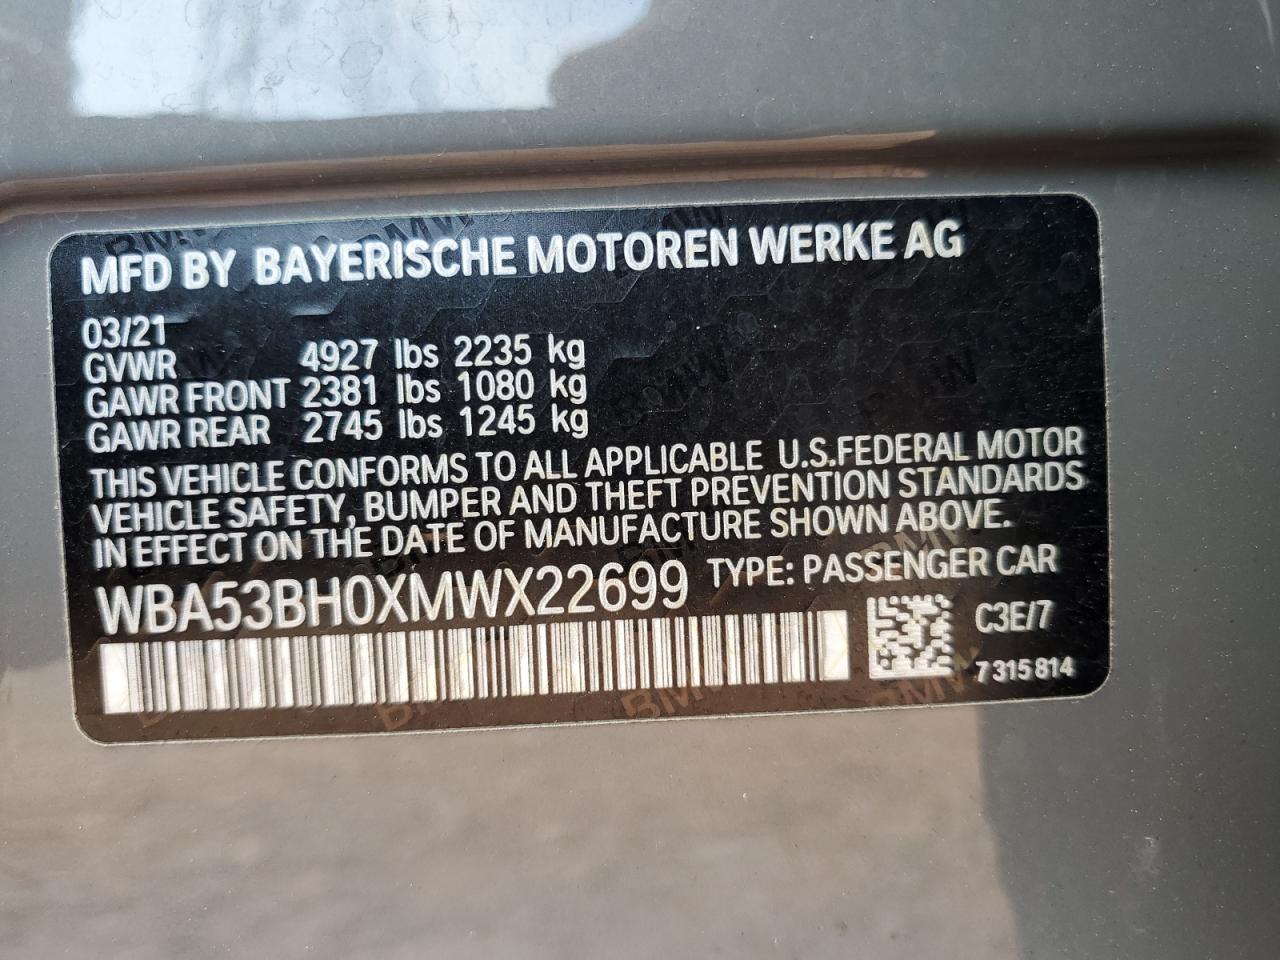 MFD BY BAYERISCHE MOTOREN WERKE AG
03/21
GVWR 4927 lbs 2235 kg
GAWR FRONT 2381 lbs 1080 kg
GAWR REAR 2745 lbs 1245 kg
THIS VEHICLE CONFORMS TO ALL APPLICABLE U.S.FEDERAL MOTOR
VEHICLE SAFETY, BUMPER AND THEFT PREVENTION STANDARDS
IN EFFECT ON THE DATE OF MANUFACTURE SHOWN ABOVE.
WBA53BH0XMWX22699 TYPE: PASSENGER CAR
C3E/7
7 315 814